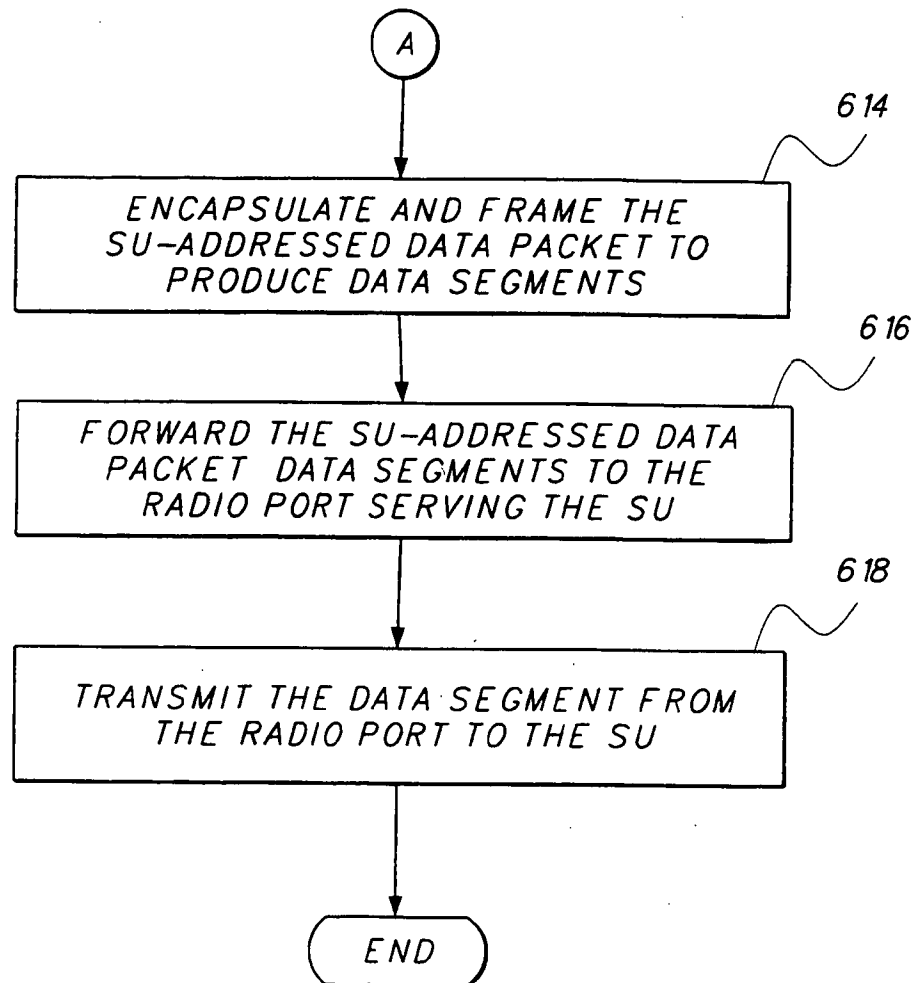 A
614
ENCAPSULATE AND FRAME THE
SU-ADDRESSED DATA PACKET TO
PRODUCE DATA SEGMENTS
616
FORWARD THE SU-ADDRESSED DATA
PACKET DATA SEGMENTS TO THE
RADIO PORT SERVING THE SU
618
TRANSMIT THE DATA SEGMENT FROM
THE RADIO PORT TO THE SU
END